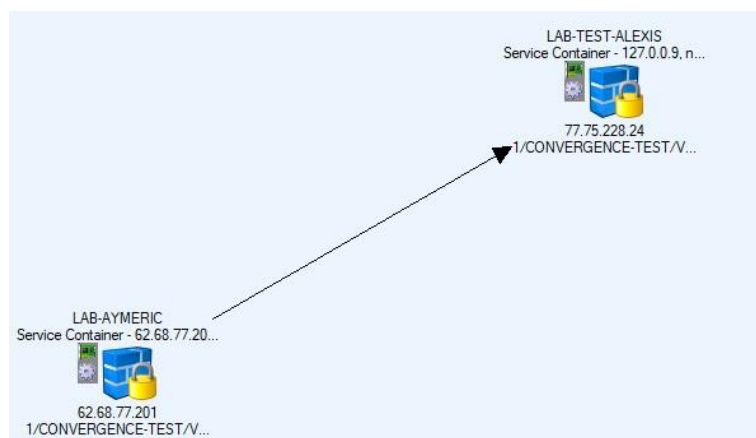 LAB-TEST-ALEXIS
Service Container - 127.0.0.9, n...
77.75.228.24
1/CONVERGENCE-TEST/V...
LAB-AYMERIC
Service Container - 62.68.77.20...
62.68.77.201
1/CONVERGENCE-TEST/V...